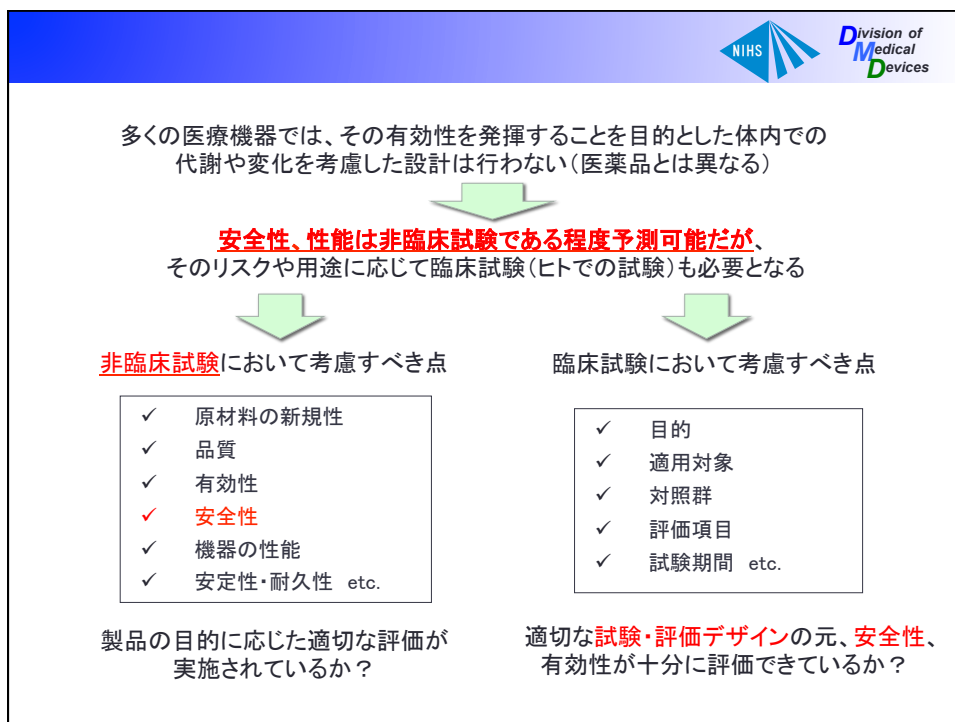 NIHS
Division of
Medical
Devices
多くの医療機器では、その有効性を発揮することを目的とした体内での
代謝や変化を考慮した設計は行わない（医薬品とは異なる）
安全性、性能は非臨床試験である程度予測可能だが、
そのリスクや用途に応じて臨床試験（ヒトでの試験）も必要となる
非臨床試験において考慮すべき点
✓ 原材料の新規性
✓ 品質
✓ 有効性
✓ 安全性
✓ 機器の性能
✓ 安定性・耐久性 etc.
製品の目的に応じた適切な評価が
実施されているか？
臨床試験において考慮すべき点
✓ 目的
✓ 適用対象
✓ 対照群
✓ 評価項目
✓ 試験期間 etc.
適切な試験・評価デザインの元、安全性、
有効性が十分に評価できているか？